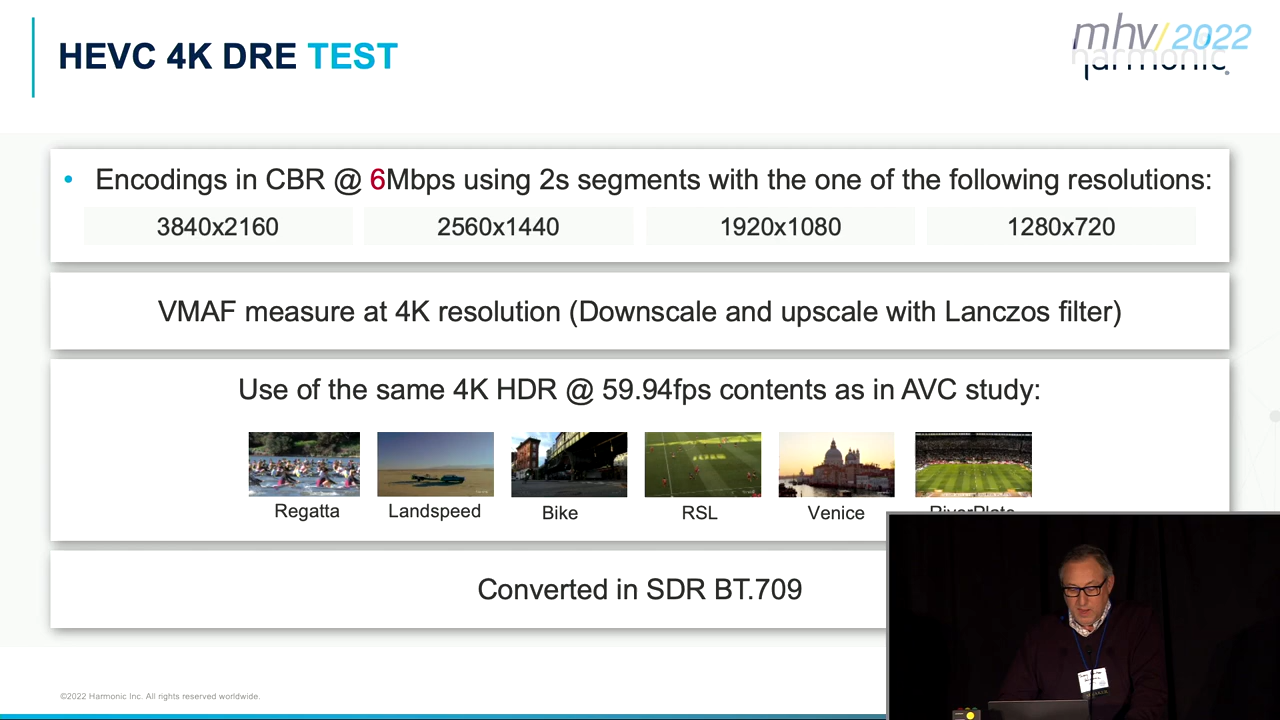 HEVC 4K DRE TEST
mhv/2022
harmonic
• Encodings in CBR @ 6Mbps using 2s segments with the one of the following resolutions:
3840x2160 2560x1440 1920x1080 1280x720
VMAF measure at 4K resolution (Downscale and upscale with Lanczos filter)
Use of the same 4K HDR @ 59.94fps contents as in AVC study:
Regatta Landspeed Bike RSL Venice RiverPlate
Converted in SDR BT.709
©2022 Harmonic Inc. All rights reserved worldwide.